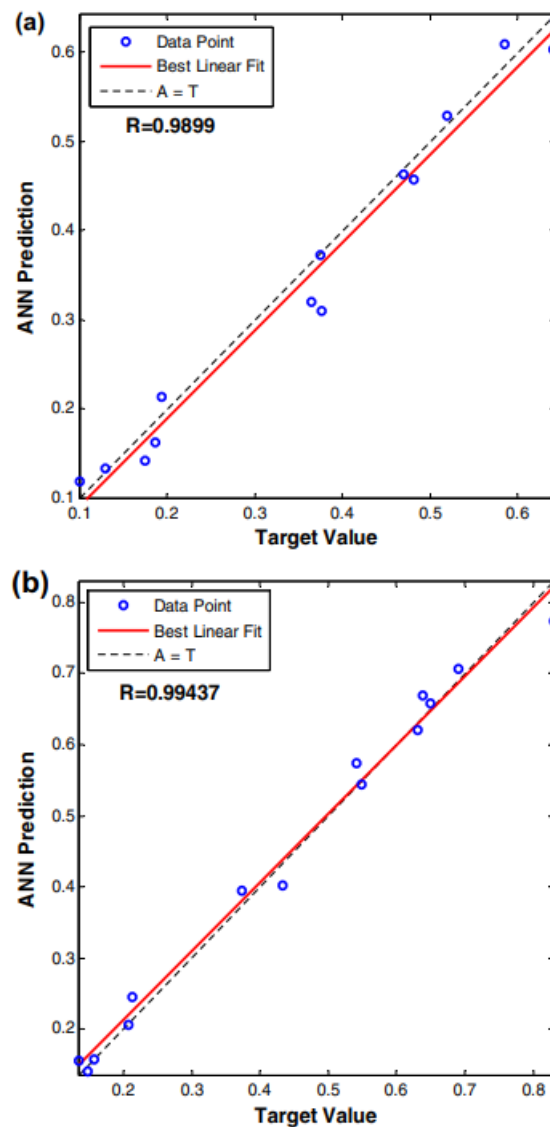 (a)
Data Point
Best Linear Fit
A = T
R=0.9899
0.6
0.5
0.4
0.3
0.2
0.1
ANN Prediction
0.1 0.2 0.3 0.4 0.5 0.6
Target Value
(b)
Data Point
Best Linear Fit
A = T
R=0.99437
0.8
0.7
0.6
0.5
0.4
0.3
0.2
ANN Prediction
0.2 0.3 0.4 0.5 0.6 0.7 0.8
Target Value